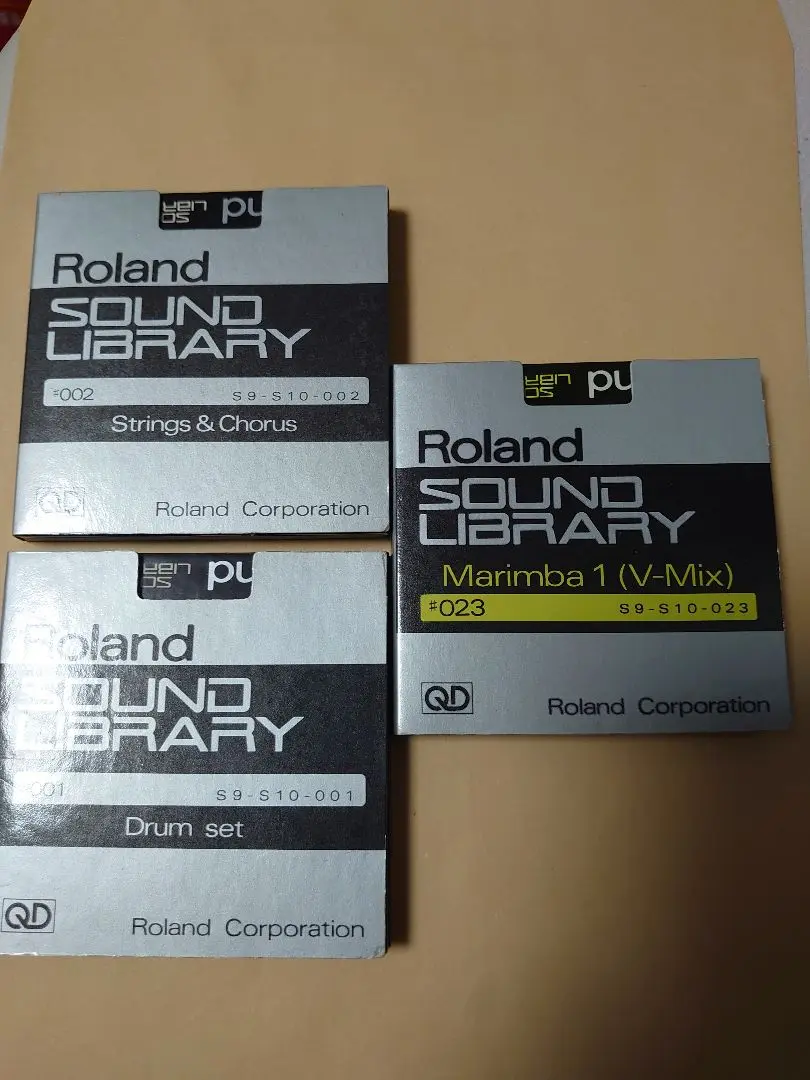 Roland
SOUND
LIBRARY
#002 S9-S10-002
Strings & Chorus
QD
Roland Corporation
Roland
SOUND
LIBRARY
Marimba 1 (V-Mix)
#023 S9-S10-023
QD
Roland Corporation
Roland
SOUND
LIBRARY
001 S9-S10-001
Drum set
QD
Roland Corporation